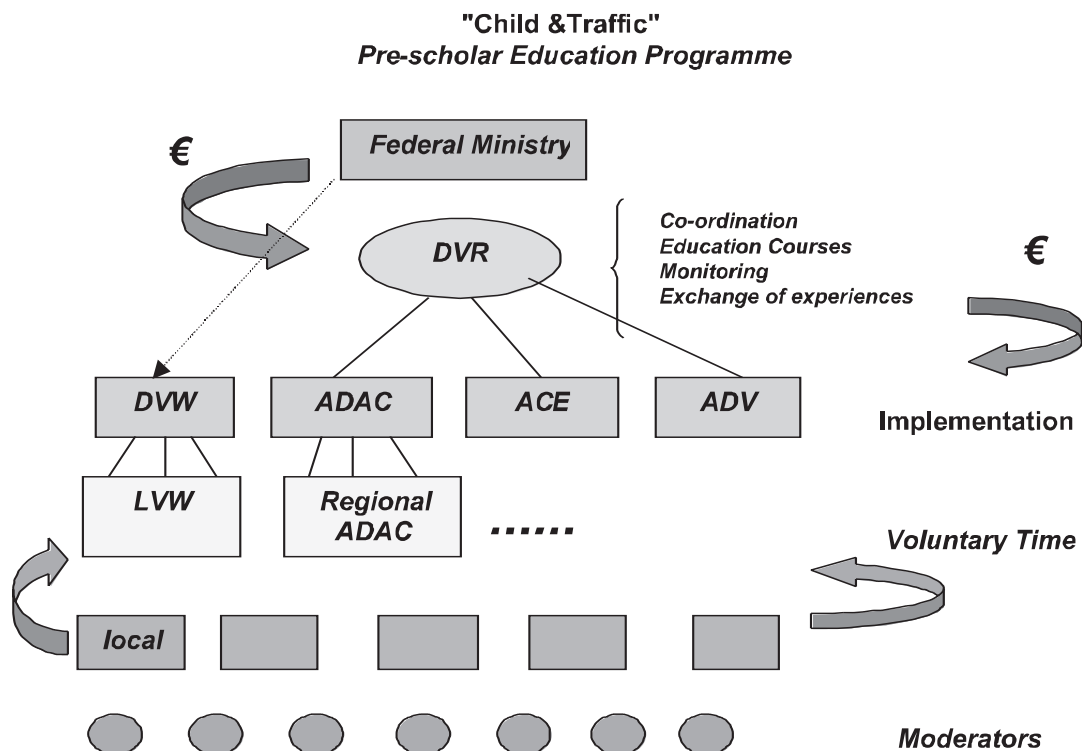 "Child &Traffic"
Pre-scholar Education Programme
€
Federal Ministry
DVR
Co-ordination
Education Courses
Monitoring
Exchange of experiences
€
DVW
ADAC
ACE
ADV
Implementation
LVW
Regional
ADAC
......
Voluntary Time
local
Moderators